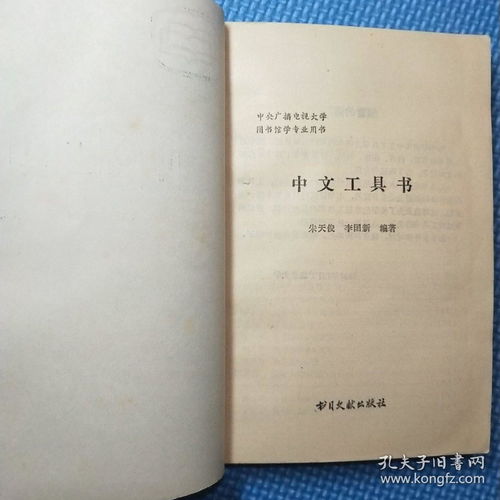 中央广播电视大学
图书馆学专业用书
中文工具书
朱天俊 李国新 编著
书目文献出版社
孔夫子旧书网
www.kongfz.com